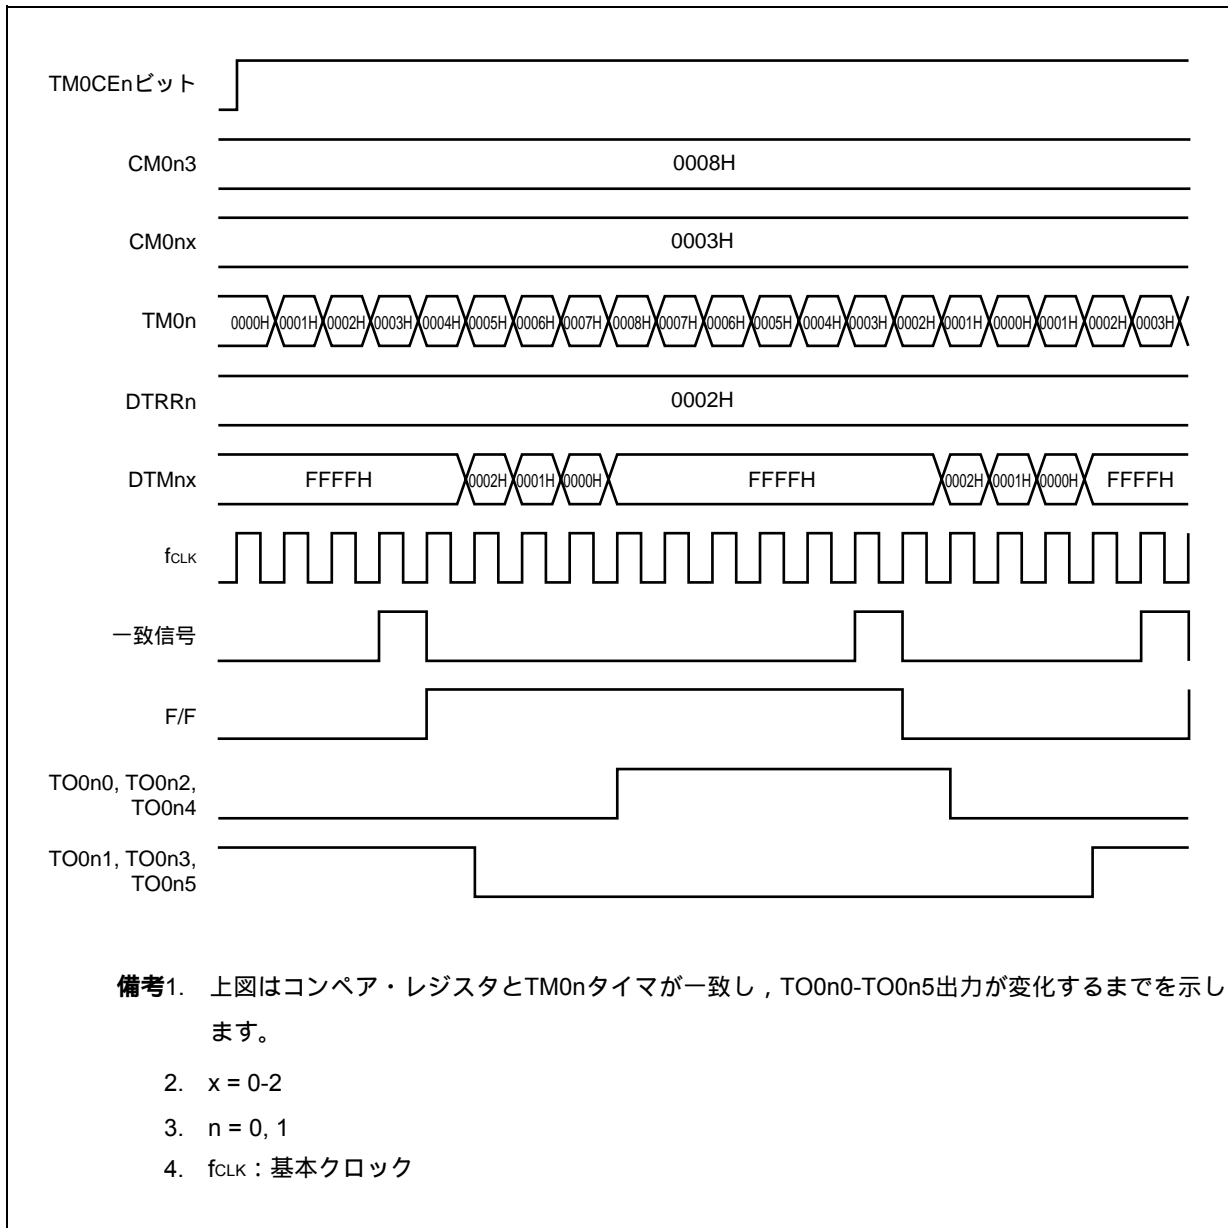 TM0CEnビット
CM0n3 0008H
CM0nx 0003H
TM0n 0000H 0001H 0002H 0003H 0004H 0005H 0006H 0007H 0008H 0007H 0006H 0005H 0004H 0003H 0002H 0001H 0000H 0001H 0002H 0003H
DTRRn 0002H
DTMnx FFFFH 0002H 0001H 0000H FFFFH 0002H 0001H 0000H FFFFH
fCLK
一致信号
F/F
TO0n0, TO0n2,
TO0n4
TO0n1, TO0n3,
TO0n5
備考1. 上図はコンペア・レジスタとTM0nタイマが一致し，TO0n0-TO0n5出力が変化するまでを示し
ます。
2. x = 0-2
3. n = 0, 1
4. fCLK：基本クロック